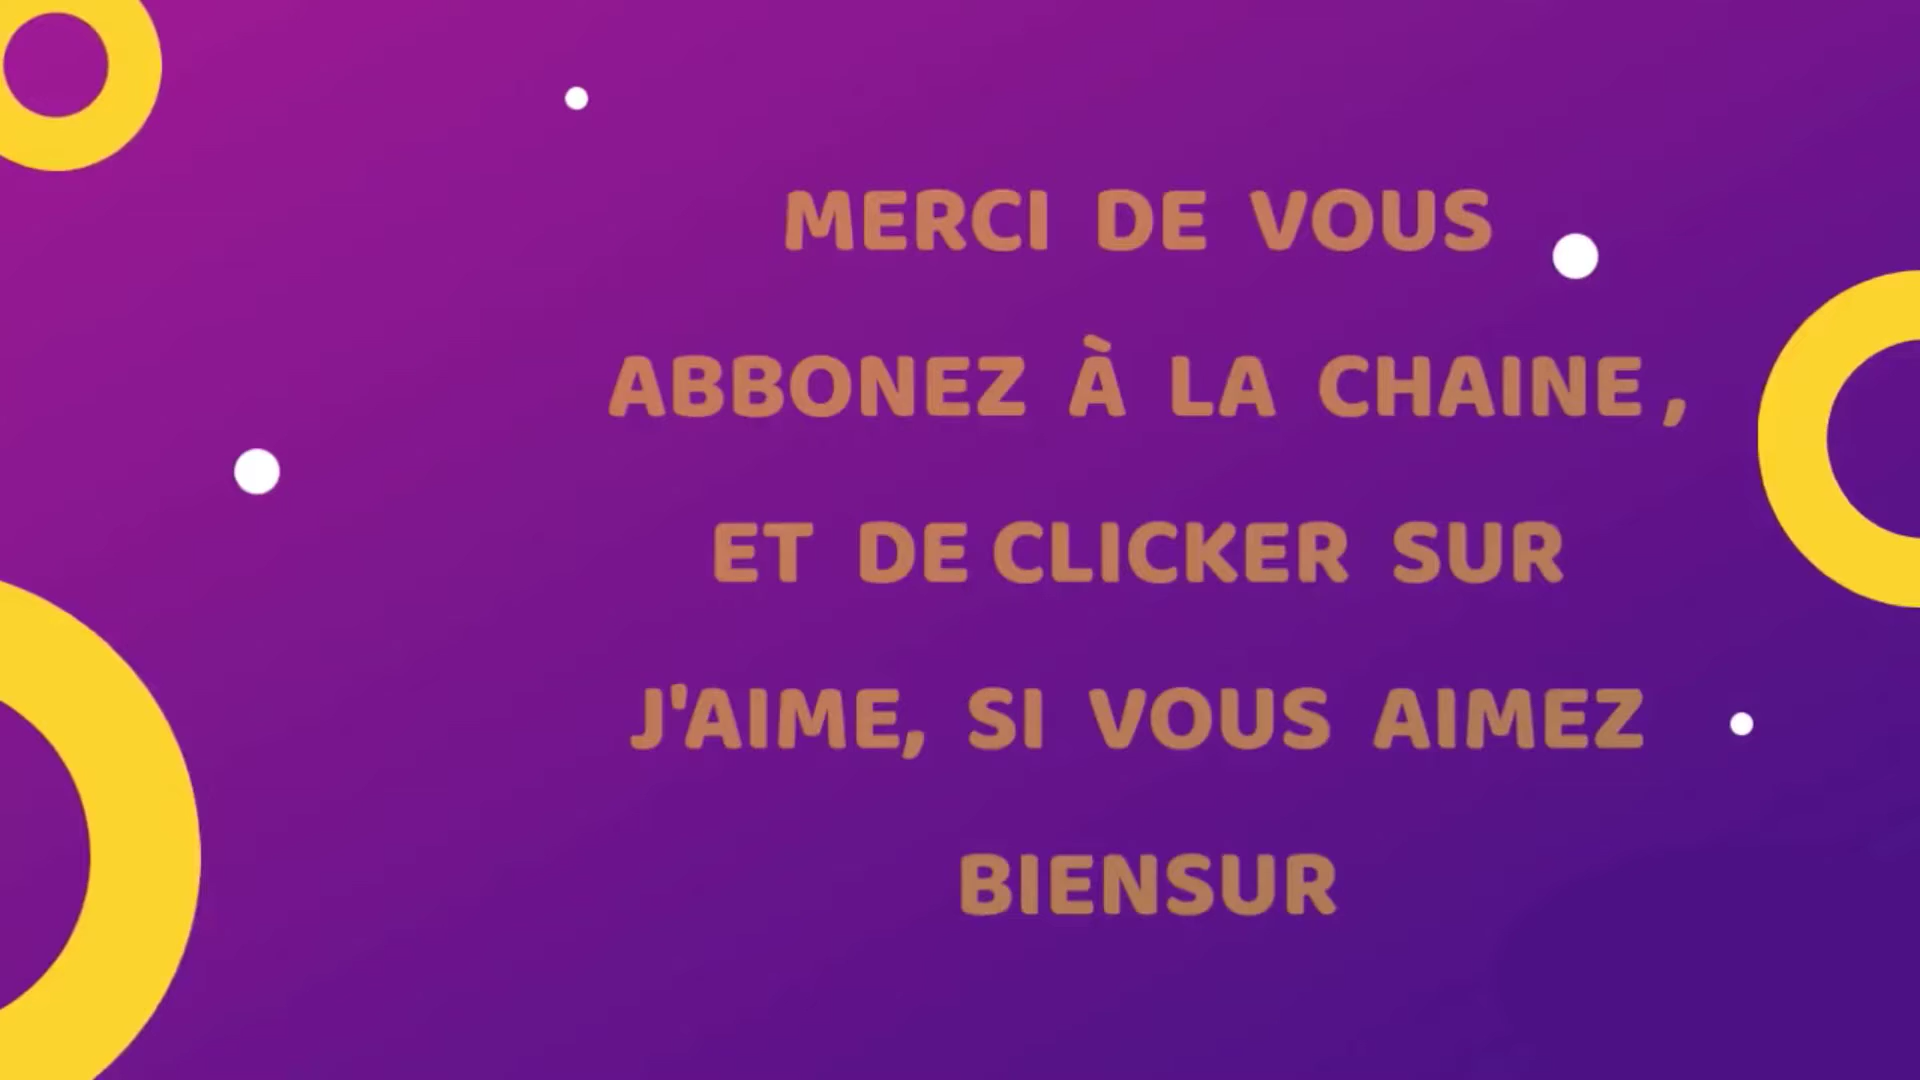 MERCI DE VOUS
ABBONEZ À LA CHAINE ,
ET DE CLICKER SUR
J'AIME, SI VOUS AIMEZ
BIENSUR